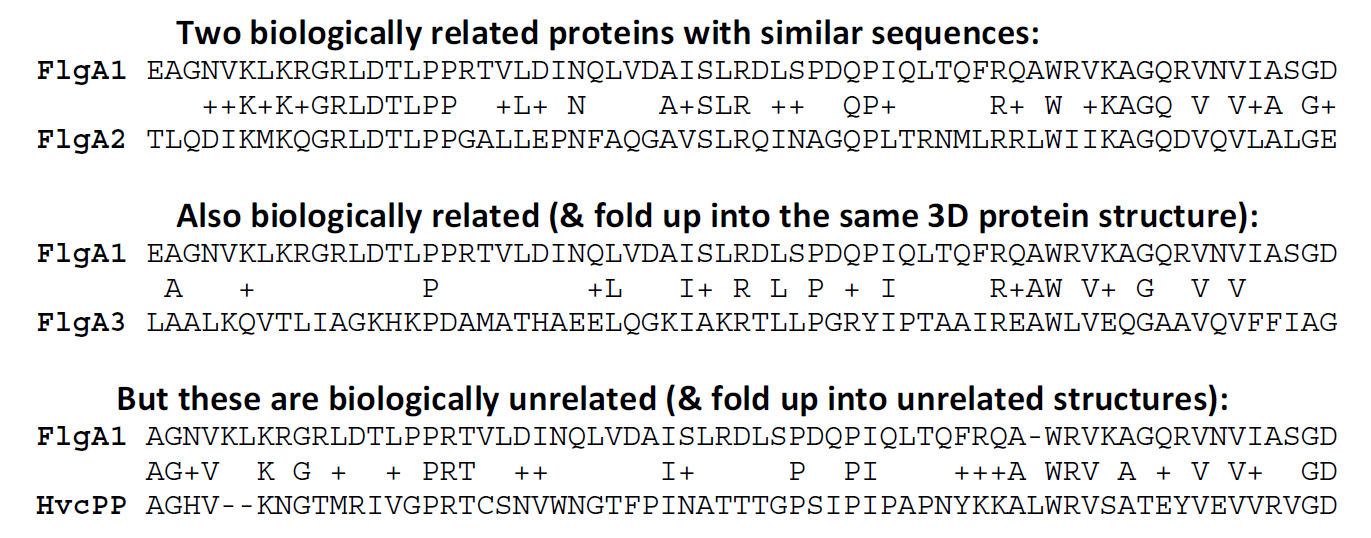 Two biologically related proteins with similar sequences:
FlgA1 EAGNVKLKRGRLDTLPPRTVLDINQLVDAISLRDLSPDQPIQLTQFRQAWRVKAGQRVNVIASGD
         ++K+K+GRLDTLPP  +L+ N    A+SLR ++  QP+     R+ W +KAGQ V V+A G+
FlgA2 TLQDIKMKQGRLDTLPPGALLEPNFAQGAVSLRQINAGQPLTRNMLRRLWIIKAGQDVQVLALGE
Also biologically related (& fold up into the same 3D protein structure):
FlgA1 EAGNVKLKRGRLDTLPPRTVLDINQLVDAISLRDLSPDQPIQLTQFRQAWRVKAGQRVNVIASGD
       A   +         P        +L   I+ R L P + I     R+AW V+ G  V V
FlgA3 LAALKQVTLIAGKHKPDAMATHAEELQGKIAKRTLLPGRYIPTAAIREAWLVEQGAAVQVFFIAG
But these are biologically unrelated (& fold up into unrelated structures):
FlgA1 AGNVKLKRGRLDTLPPRTVLDINQLVDAISLRDLSPDQPIQLTQFRQA-WRVKAGQRVNVIASGD
      AG+V  K G +  + PRT  ++       I+     P  PI    +++A WRV A + V V+  GD
HvcPP AGHV--KNGTMRIVGPRTCSNVWNGTFPINATTTGPSIPIPAPNYKKALWRVSATEYVEVVRVGD